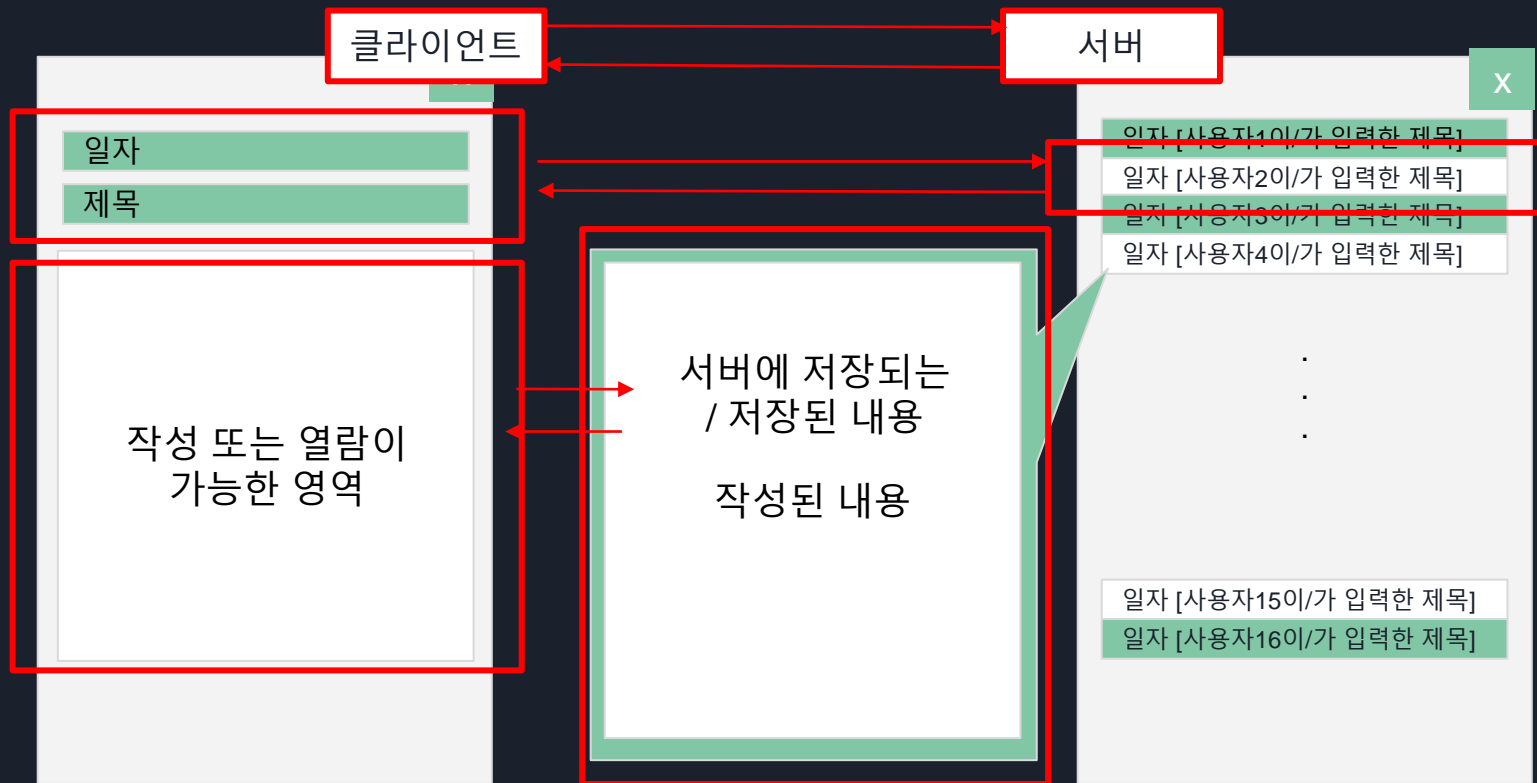 클라이언트
서버
X
일자
제목
작성 또는 열람이
가능한 영역
서버에 저장되는
/ 저장된 내용
작성된 내용
일자 [사용자1이/가 입력한 제목]
일자 [사용자2이/가 입력한 제목]
일자 [사용자3이/가 입력한 제목]
일자 [사용자4이/가 입력한 제목]
.
.
.
일자 [사용자15이/가 입력한 제목]
일자 [사용자16이/가 입력한 제목]